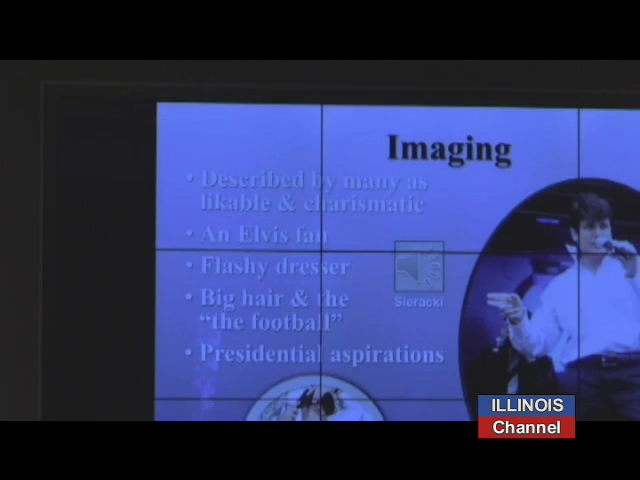 Imaging
• Described by many as
likable & charismatic
• An Elvis fan
• Flashy dresser
• Big hair & the
“the football”
• Presidential aspirations
Sieracki
ILLINOIS
Channel